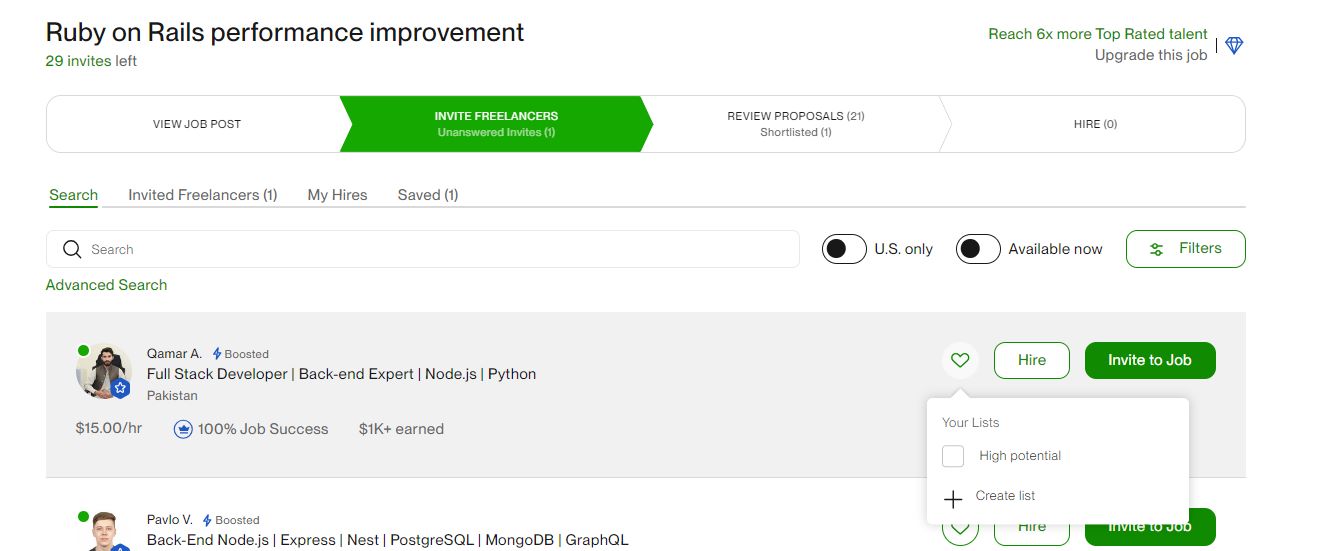 Ruby on Rails performance improvement
29 invites left
Reach 6x more Top Rated talent
Upgrade this job
VIEW JOB POST
INVITE FREELANCERS
Unanswered Invites (1)
REVIEW PROPOSALS (21)
Shortlisted (1)
HIRE (0)
Search
Invited Freelancers (1)
My Hires
Saved (1)
Search
U.S. only
Available now
Filters
Advanced Search
Qamar A.
Boosted
Full Stack Developer | Back-end Expert | Node.js | Python
Pakistan
Hire
Invite to Job
$15.00/hr
100% Job Success
$1K+ earned
Your Lists
High potential
Create list
Pavlo V.
Boosted
Back-End Node.js | Express | Nest | PostgreSQL | MongoDB | GraphQL
Hire
Invite to Job